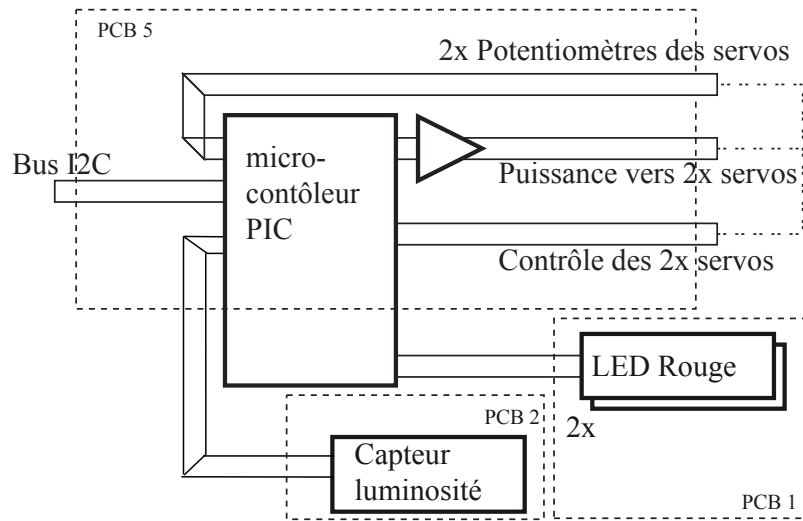 PCB 5
2x Potentiomètres des servos
Bus I2C
micro-
contôleur
PIC
Puissance vers 2x servos
Contrôle des 2x servos
LED Rouge
2x
PCB 2
Capteur
luminosité
PCB 1